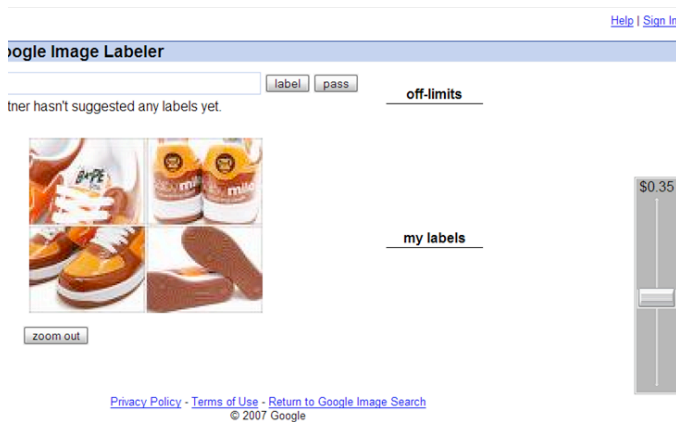 Help | Sign In
oogle Image Labeler
label pass
off-limits
tner hasn't suggested any labels yet.
BAPE
milo
milo
$0.35
my labels
zoom out
Privacy Policy - Terms of Use - Return to Google Image Search
© 2007 Google